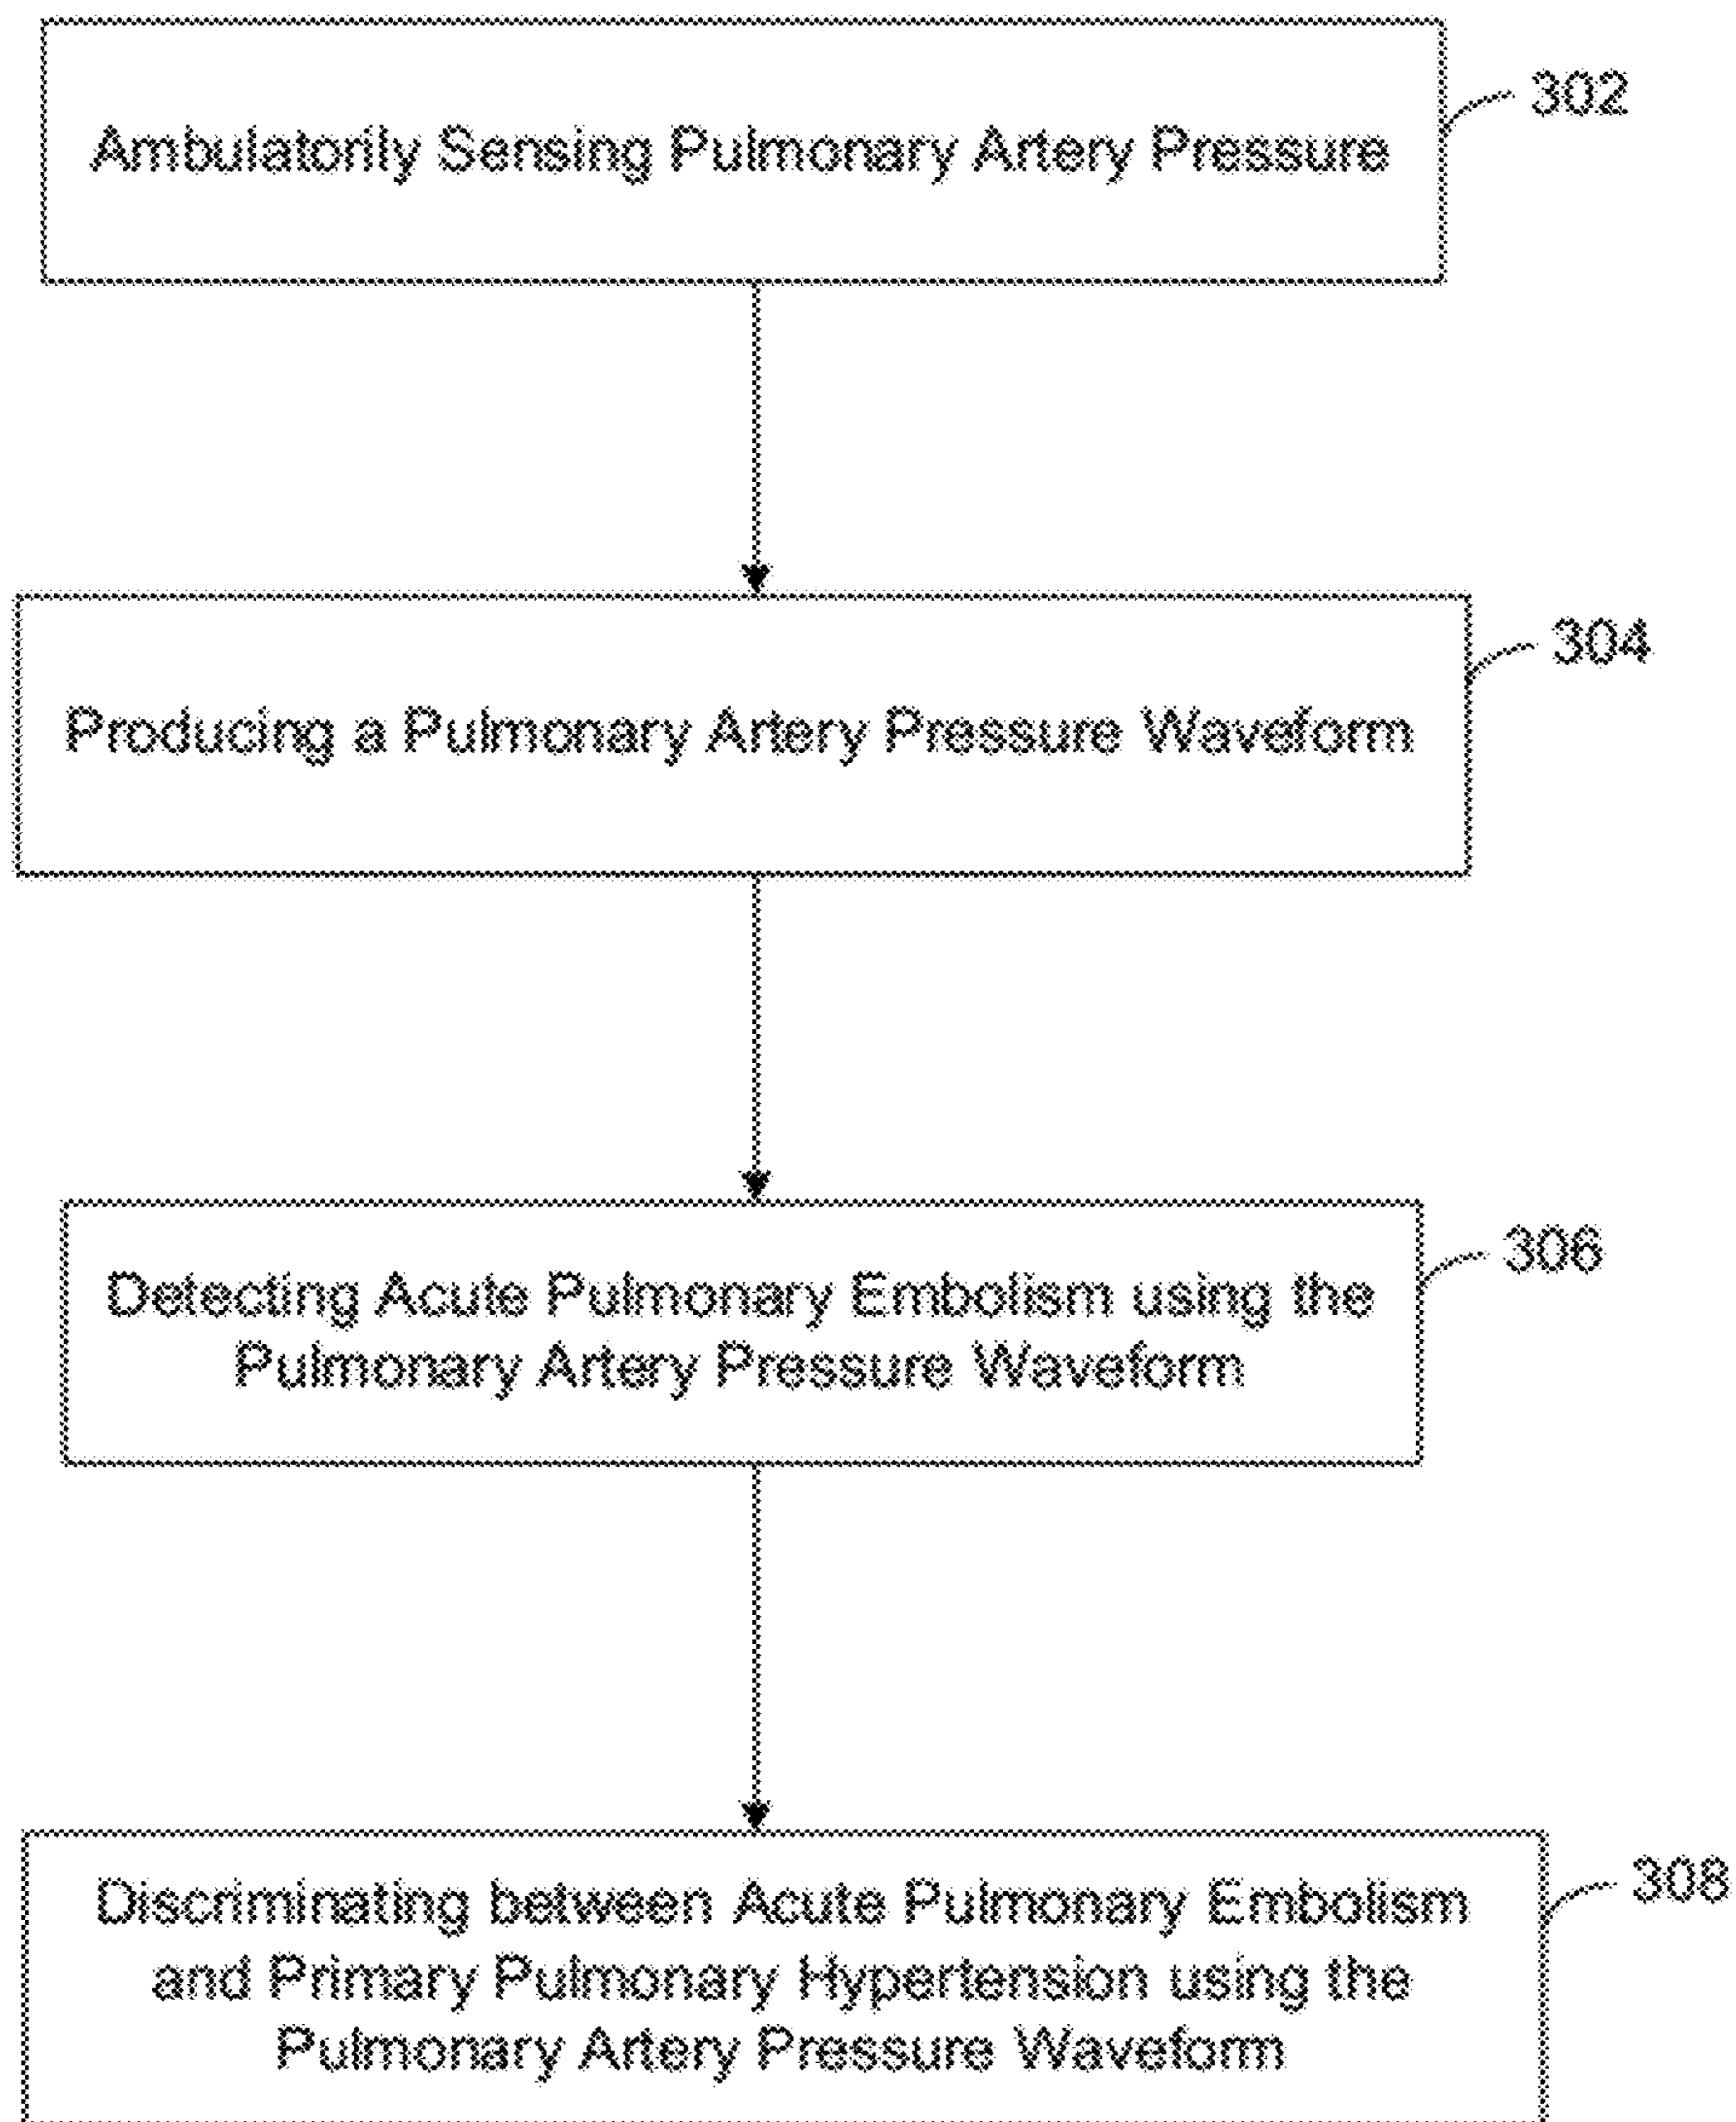 Ambulatorily Sensing Pulmonary Artery Pressure
302
Producing a Pulmonary Artery Pressure Waveform
304
Detecting Acute Pulmonary Embolism using the
Pulmonary Artery Pressure Waveform
306
Discriminating between Acute Pulmonary Embolism
and Primary Pulmonary Hypertension using the
Pulmonary Artery Pressure Waveform
308